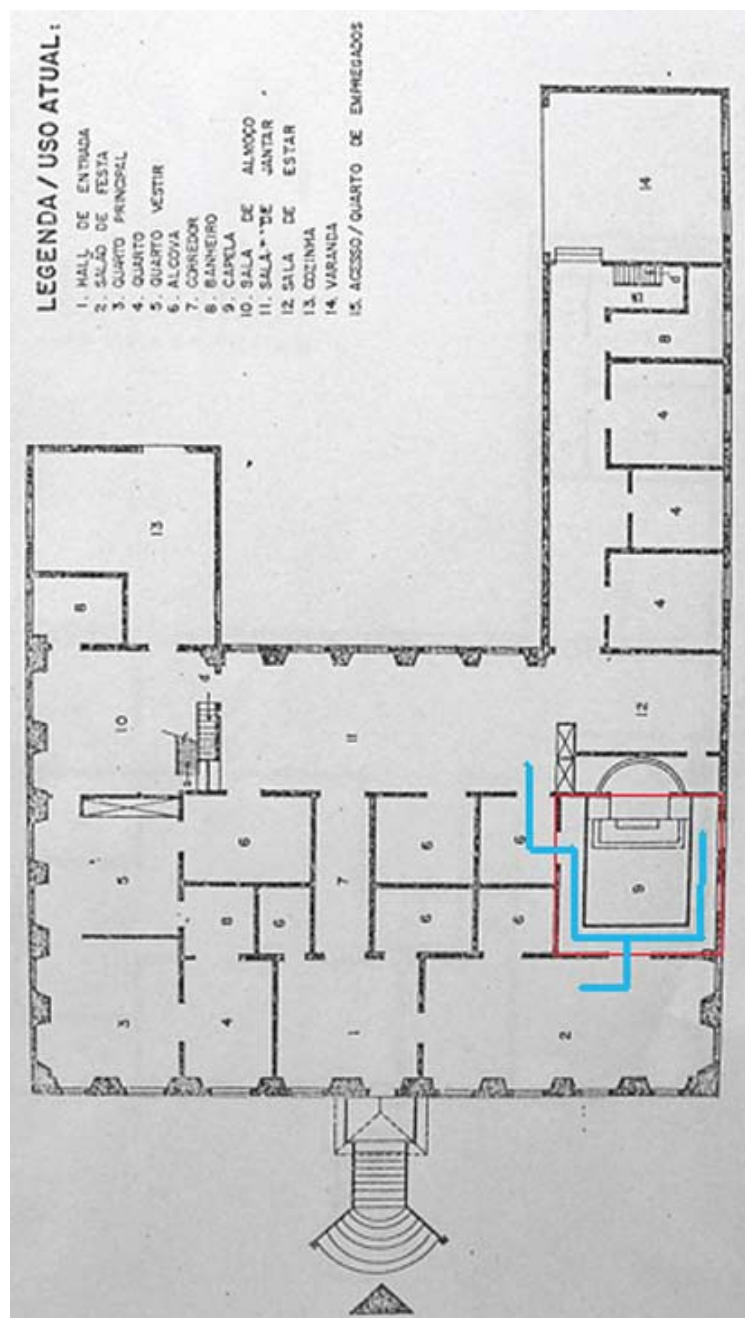 LEGENDA / USO ATUAL:
1. HALL DE ENTRADA
2. SALÃO DE FESTA
3. QUARTO PRINCIPAL
4. QUARTO
5. QUARTO VESTIR
6. ALCOVA
7. CORREDOR
8. BANHEIRO
9. CAPELA
10. SALA DE ALMOÇO
11. SALA DE JANTAR
12. SALA DE ESTAR
13. COZINHA
14. VARANDA
15. ACESSO/QUARTO DE EMPREGADOS
13
8
10
d
11
5
6
7
6
6
8
6
6
6
3
4
1
2
9
12
4
4
4
8
15
d
14